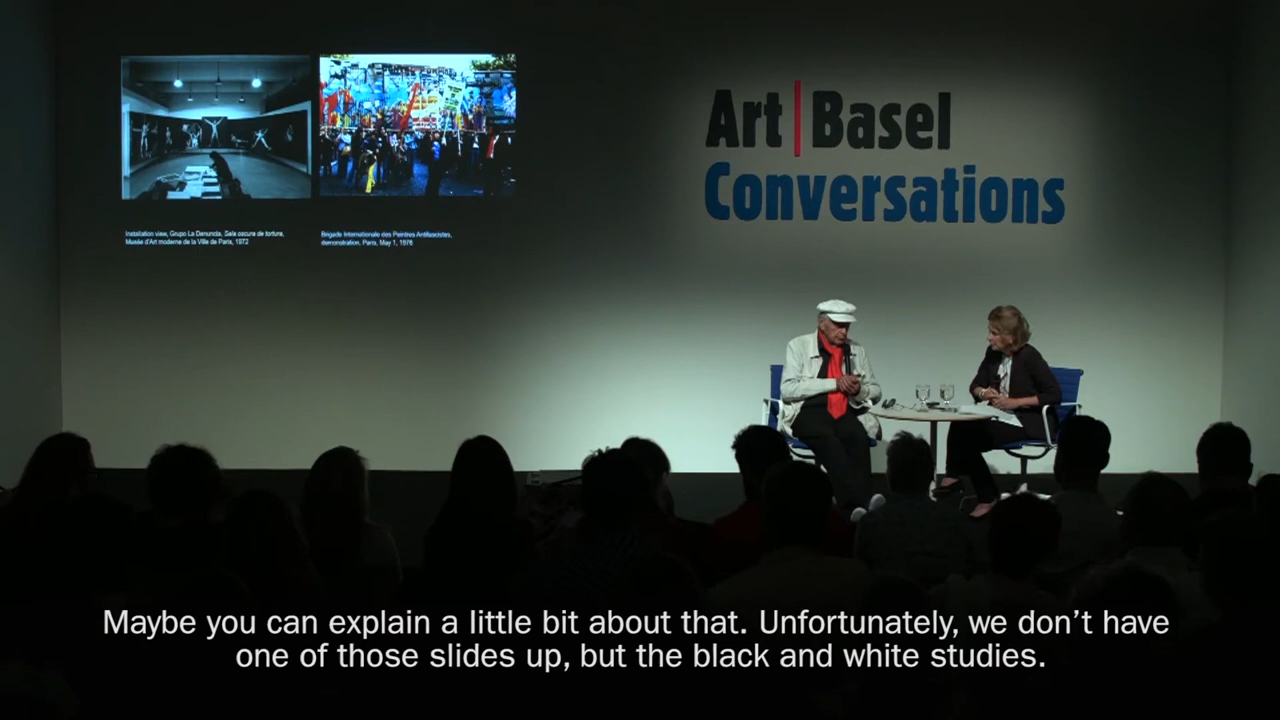 Art Basel
Conversations
Installation view, Grupo La Denuncia, Sala oscura de tortura,
Musée d'Art moderne de la Ville de Paris, 1972
Brigade Internationale des Peintres Antifascistes,
demonstration, Paris, May 1, 1976
Maybe you can explain a little bit about that. Unfortunately, we don't have
one of those slides up, but the black and white studies.